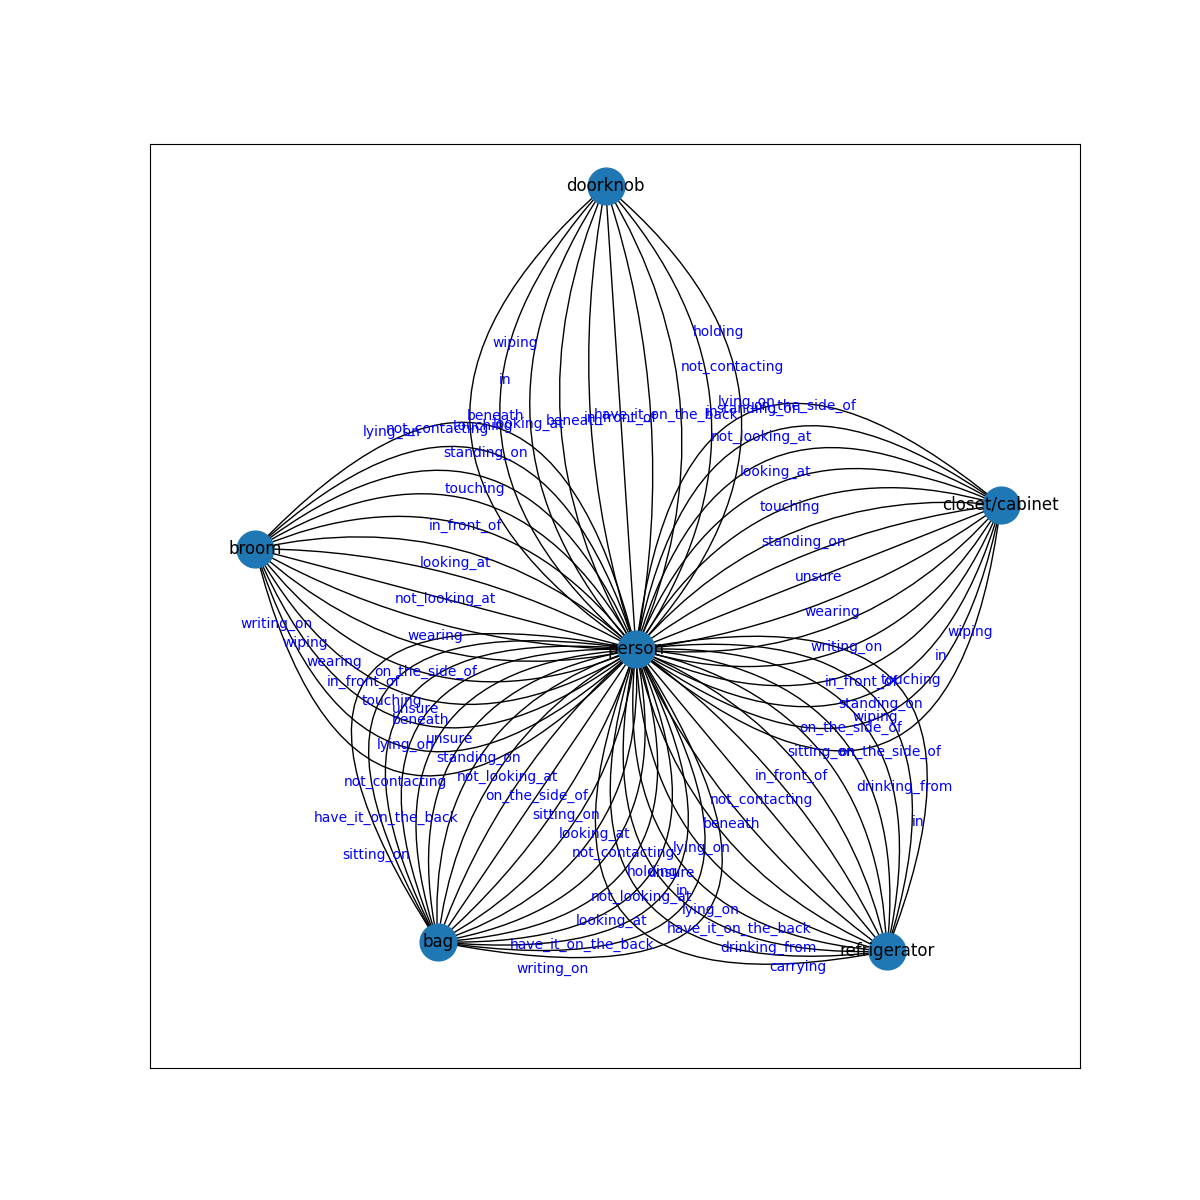 doorknob
holding
wiping
not_contacting
in
lying_on
on_the_side_of
standing_on
in
have_it_on_the_back
in_front_of
beneath
beneath
looking_at
touching
not_contacting
lying_on
not_looking_at
standing_on
looking_at
touching
closet/cabinet
touching
in_front_of
standing_on
broom
looking_at
unsure
not_looking_at
wearing
writing_on
wiping
wiping
wearing
writing_on
person
in
wearing
on_the_side_of
in_front_of
in_front_of
touching
touching
standing_on
unsure
beneath
wiping
on_the_side_of
unsure
lying_on
sitting_on
on_the_side_of
standing_on
not_looking_at
in_front_of
not_contacting
drinking_from
on_the_side_of
not_contacting
have_it_on_the_back
sitting_on
beneath
in
looking_at
lying_on
sitting_on
not_contacting
holding
unsure
in
not_looking_at
lying_on
looking_at
have_it_on_the_back
bag
have_it_on_the_back
drinking_from
refrigerator
writing_on
carrying